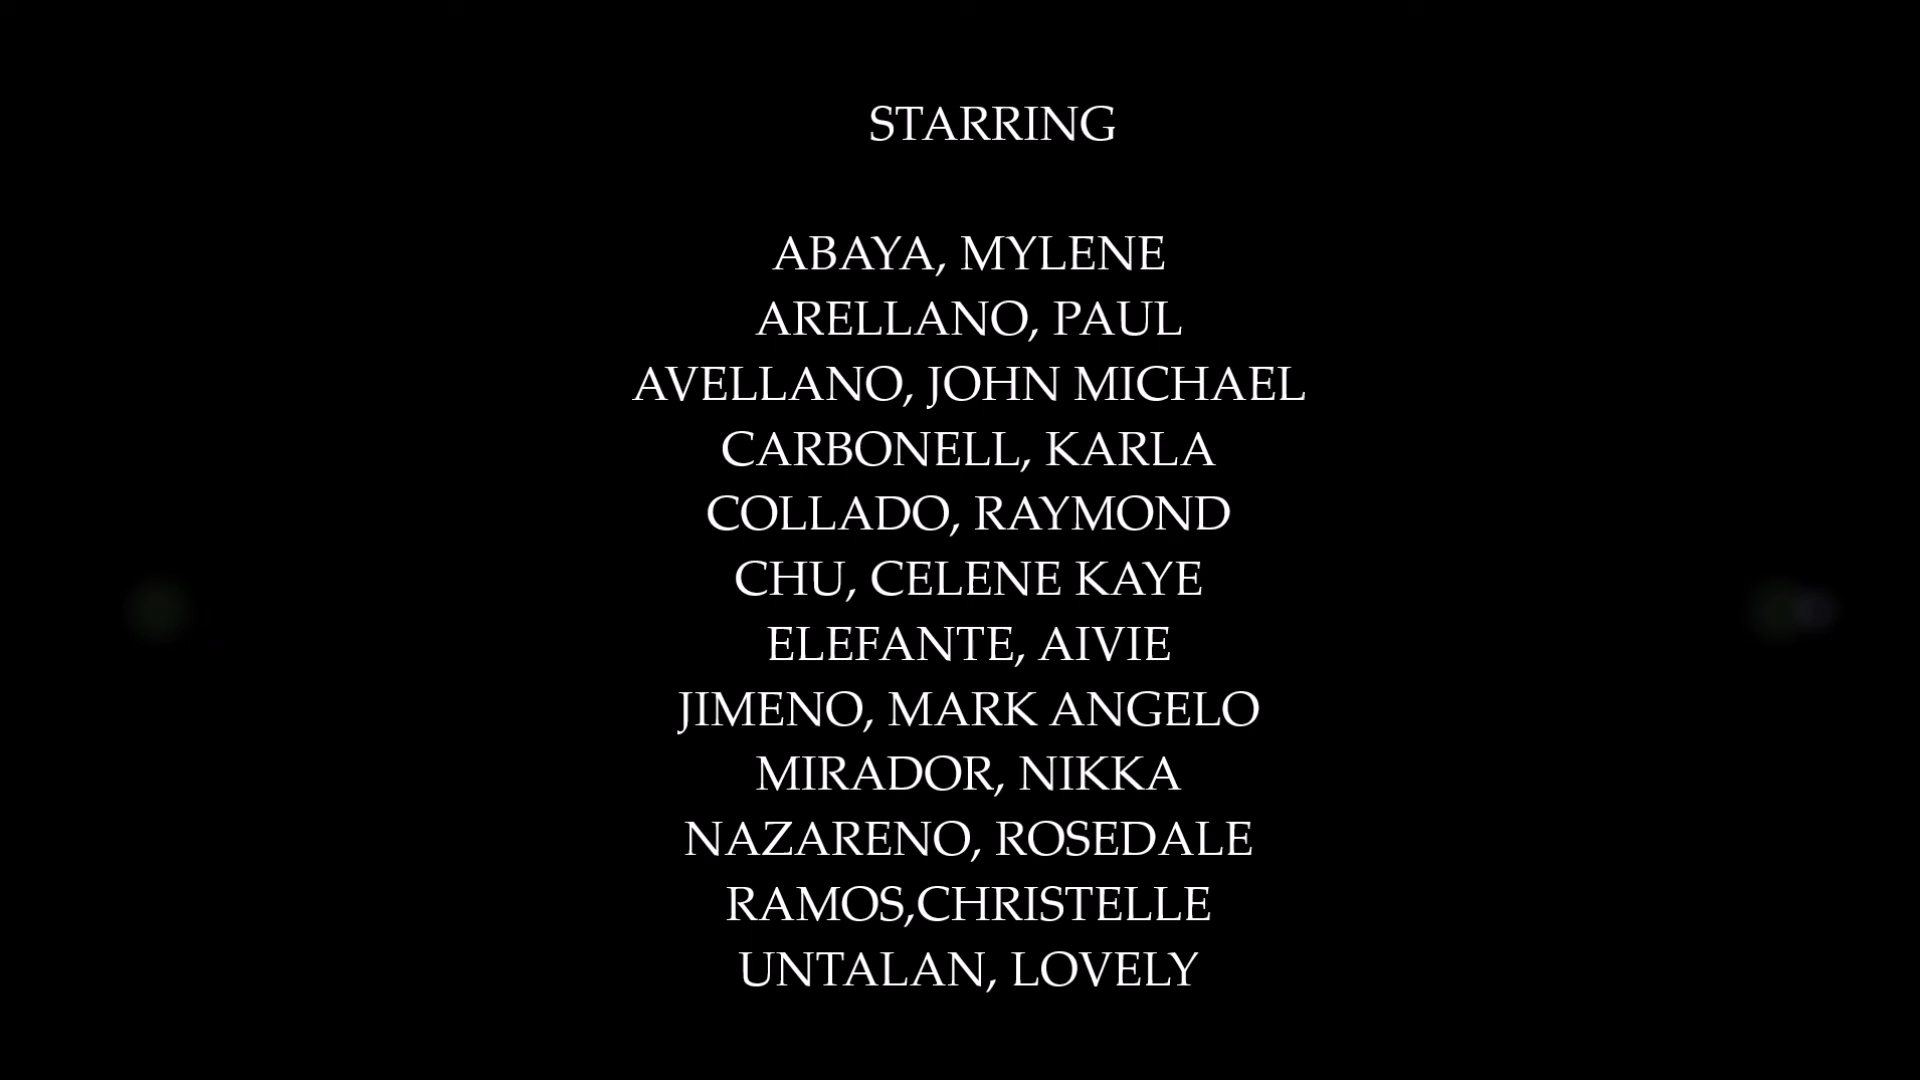 STARRING
ABAYA, MYLENE
ARELLANO, PAUL
AVELLANO, JOHN MICHAEL
CARBONELL, KARLA
COLLADO, RAYMOND
CHU, CELENE KAYE
ELEFANTE, AIVIE
JIMENO, MARK ANGELO
MIRADOR, NIKKA
NAZARENO, ROSEDALE
RAMOS,CHRISTELLE
UNTALAN, LOVELY